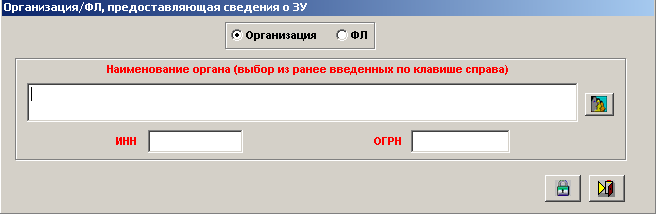 Организация/ФЛ, предоставляющая сведения о ЗУ
Организация ФЛ
Наименование органа (выбор из ранее введенных по клавише справа)
ИНН ОГРН